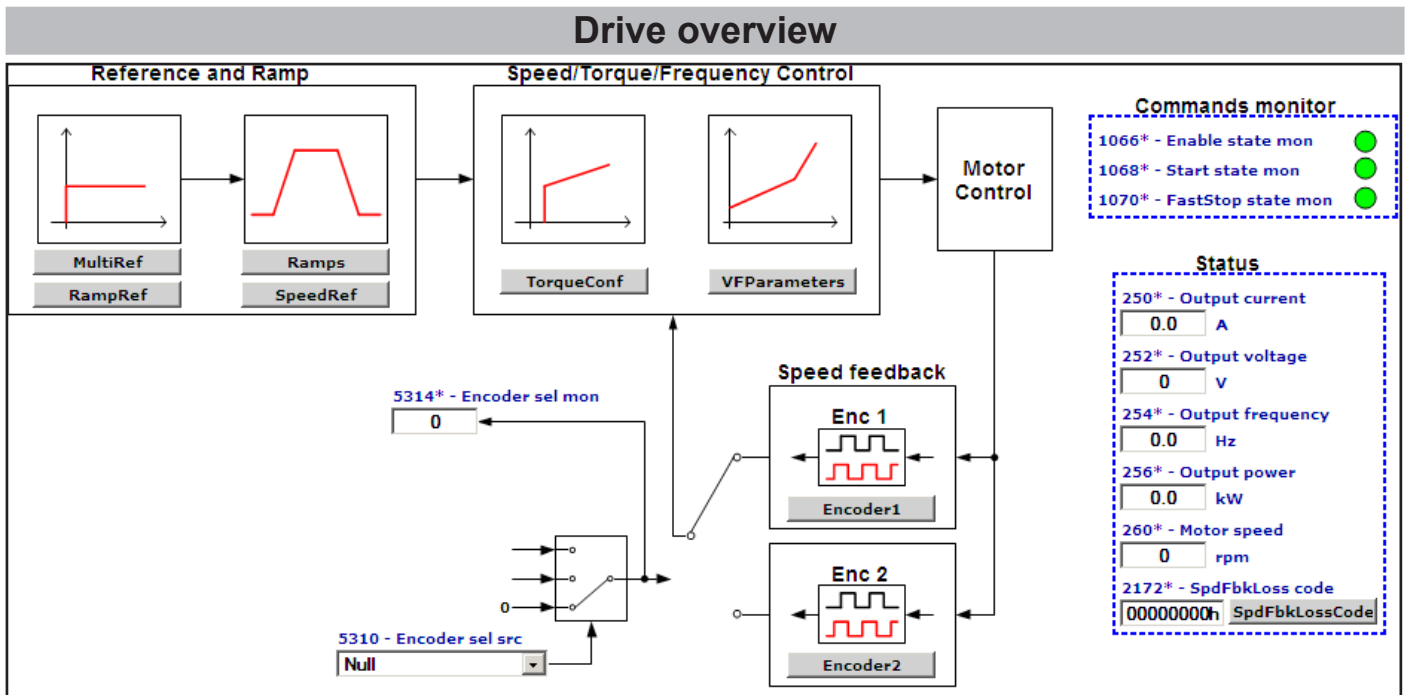 Drive overview
Reference and Ramp
Speed/Torque/Frequency Control
MultiRef
Ramps
RampRef
SpeedRef
TorqueConf
VFParameters
Motor
Control
Commands monitor
1066* - Enable state mon
1068* - Start state mon
1070* - FastStop state mon
Status
250* - Output current
0.0 A
252* - Output voltage
0 V
254* - Output frequency
0.0 Hz
256* - Output power
0.0 kW
260* - Motor speed
0 rpm
2172* - SpdFbkLoss code
00000000h SpdFbkLossCode
Speed feedback
Enc 1
Encoder1
Enc 2
Encoder2
5314* - Encoder sel mon
0
0
5310 - Encoder sel src
Null